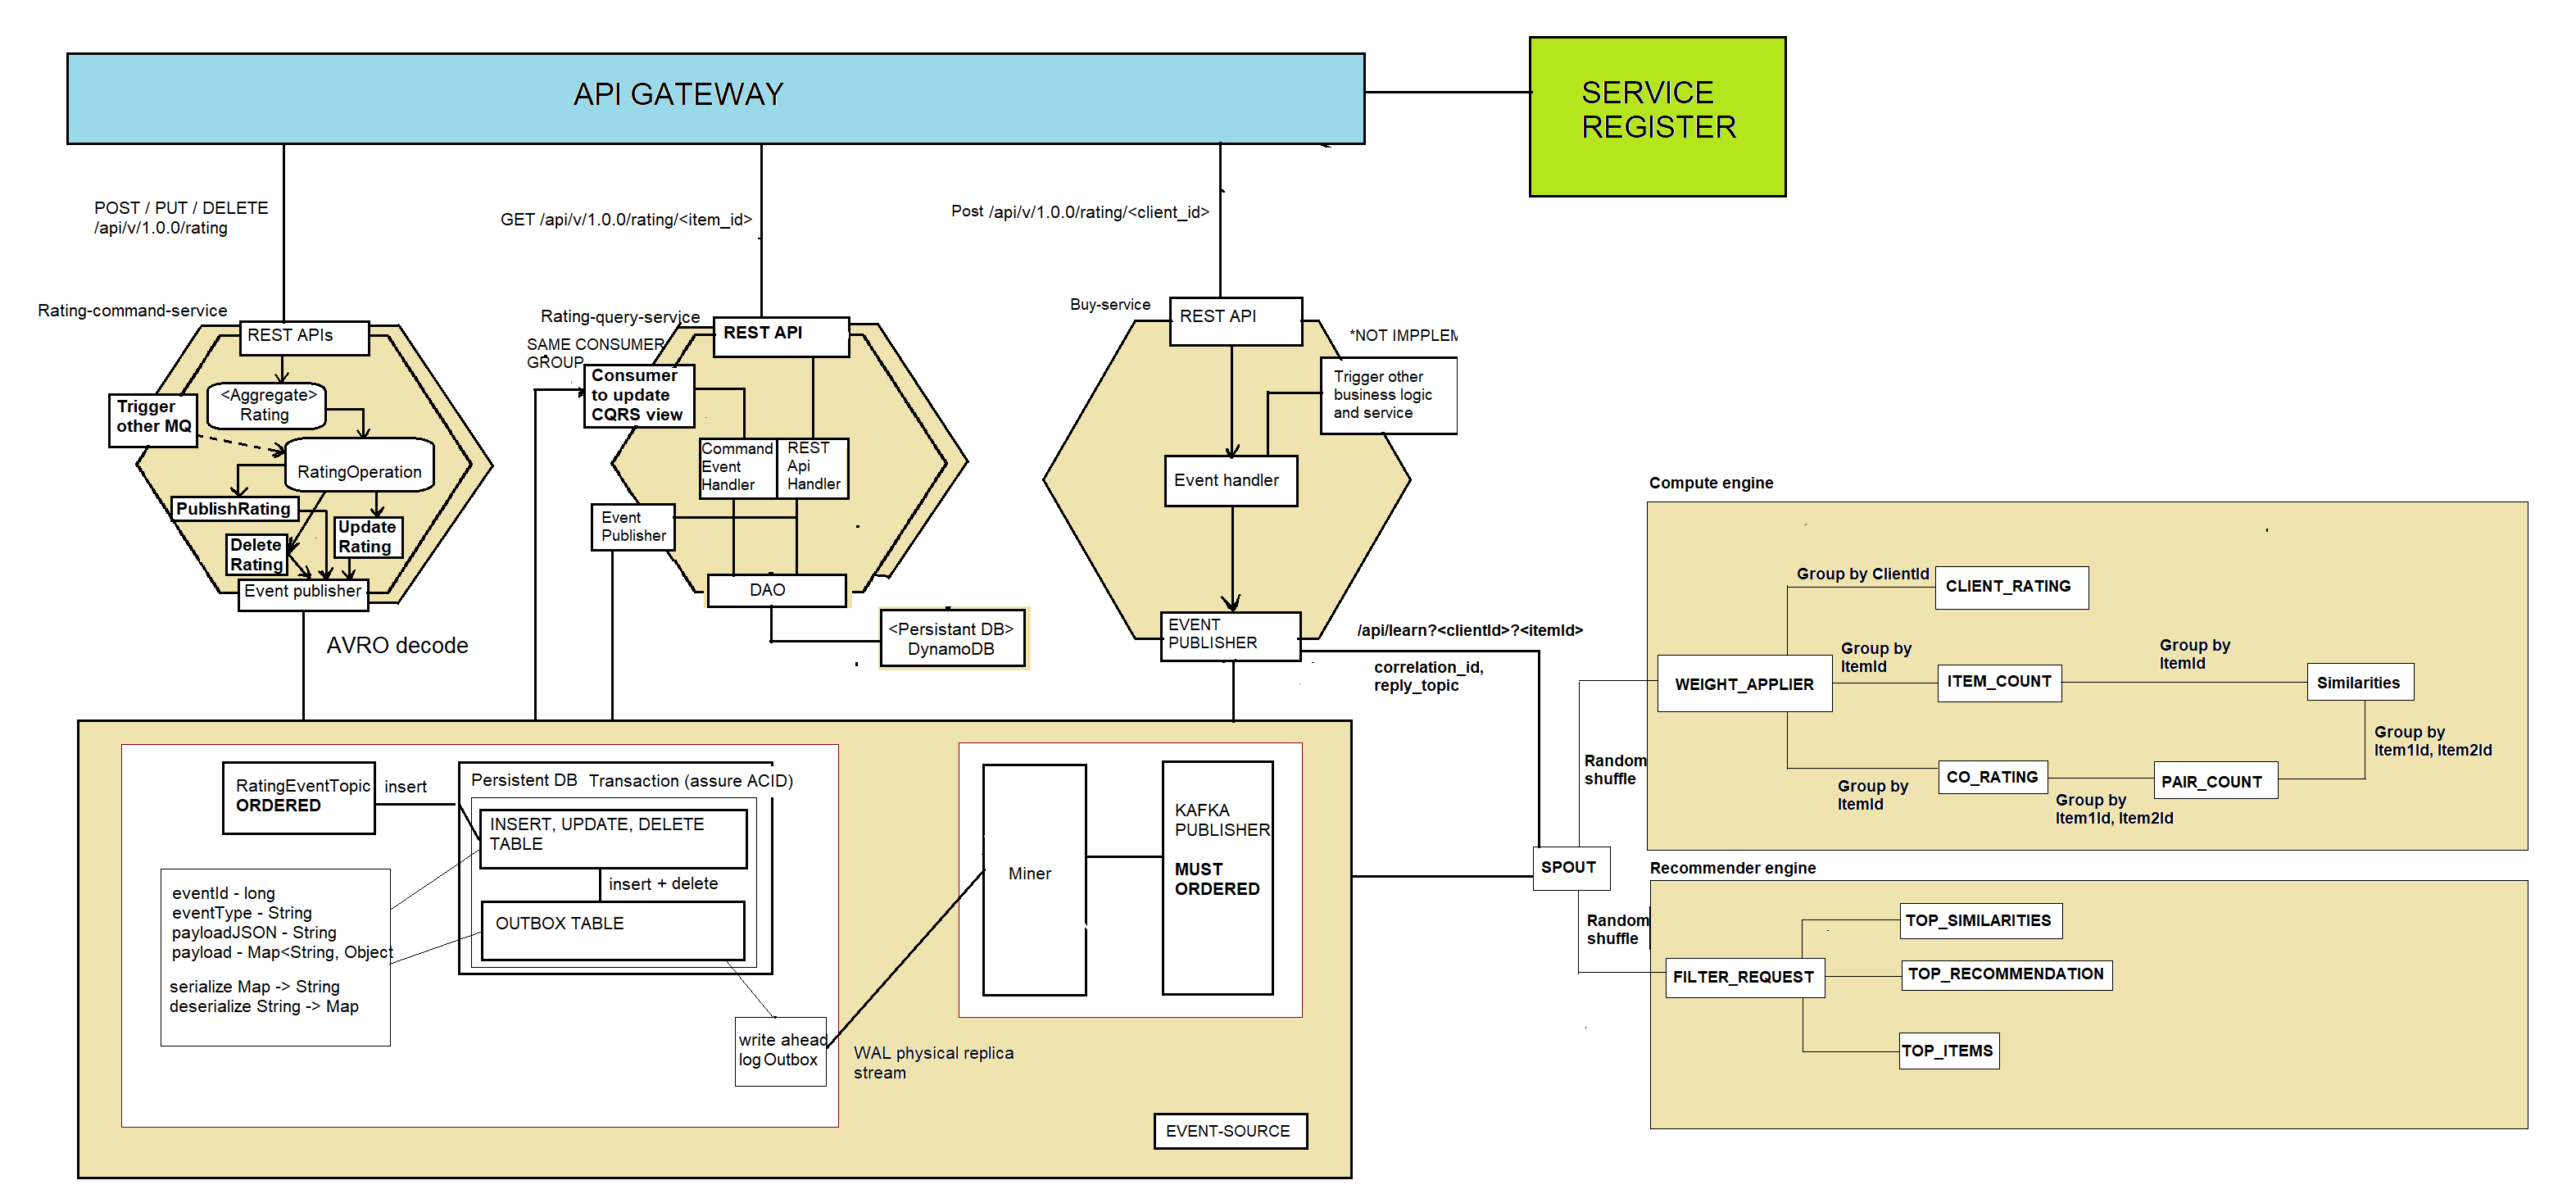 API GATEWAY
SERVICE
REGISTER
POST / PUT / DELETE
/api/v/1.0.0/rating
GET /api/v/1.0.0/rating/<item_id>
Post /api/v/1.0.0/rating/<client_id>
Rating-command-service
REST APIs
<Aggregate>
Rating
Trigger
other MQ
RatingOperation
PublishRating
Update
Rating
Delete
Rating
Event publisher
AVRO decode
Rating-query-service
SAME CONSUMER
GROUP
REST API
Consumer
to update
CQRS view
Command
Event
Handler
REST
Api
Handler
Event
Publisher
DAO
<Persistant DB>
DynamoDB
Buy-service
REST API
*NOT IMPPLEM
Trigger other
business logic
and service
Event handler
EVENT
PUBLISHER
/api/learn?<clientId>?<itemId>
correlation_id,
reply_topic
Compute engine
Group by ClientId
CLIENT_RATING
WEIGHT_APPLIER
Group by
ItemId
ITEM_COUNT
Group by
ItemId
Similarities
Group by
Item1Id, Item2Id
Group by
ItemId
CO_RATING
Group by
Item1Id, Item2Id
PAIR_COUNT
Random
shuffle
SPOUT
Random
shuffle
Recommender engine
TOP_SIMILARITIES
FILTER_REQUEST
TOP_RECOMMENDATION
TOP_ITEMS
RatingEventTopic
ORDERED
insert
Persistent DB
Transaction (assure ACID)
INSERT, UPDATE, DELETE
TABLE
insert + delete
OUTBOX TABLE
eventId - long
eventType - String
payloadJSON - String
payload - Map<String, Object
serialize Map -> String
deserialize String -> Map
write ahead
log Outbox
WAL physical replica
stream
Miner
KAFKA
PUBLISHER
MUST
ORDERED
EVENT-SOURCE